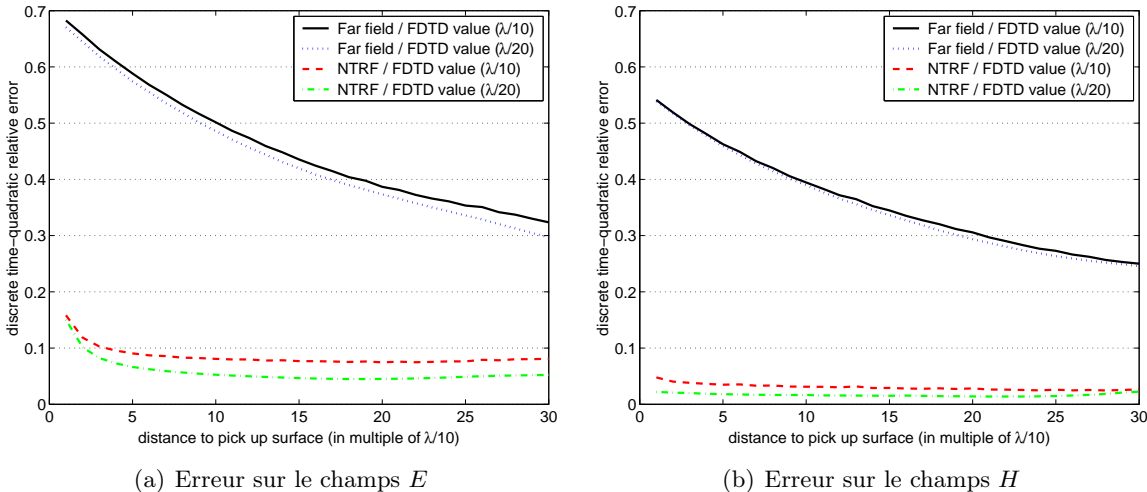 0.7
0.6
0.5
0.4
0.3
0.2
0.1
0
0 5 10 15 20 25 30
discrete time−quadratic relative error
distance to pick up surface (in multiple of λ/10)
Far field / FDTD value (λ/10)
Far field / FDTD value (λ/20)
NTRF / FDTD value (λ/10)
NTRF / FDTD value (λ/20)
(a) Erreur sur le champs E
0.7
0.6
0.5
0.4
0.3
0.2
0.1
0
0 5 10 15 20 25 30
discrete time−quadratic relative error
distance to pick up surface (in multiple of λ/10)
Far field / FDTD value (λ/10)
Far field / FDTD value (λ/20)
NTRF / FDTD value (λ/10)
NTRF / FDTD value (λ/20)
(b) Erreur sur le champs H